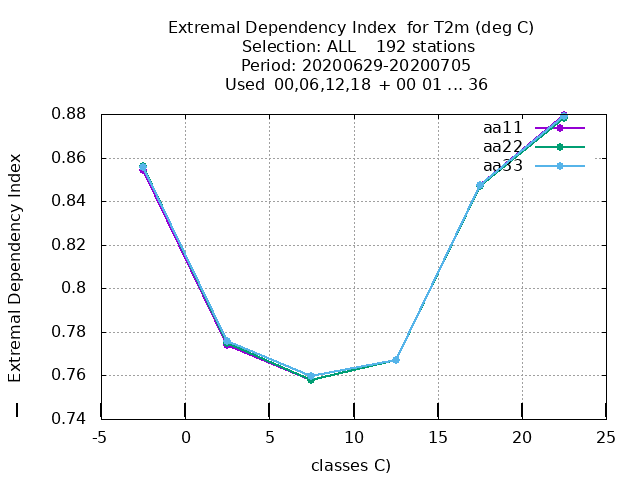 Extremal Dependency Index for T2m (deg C)
Selection: ALL 192 stations
Period: 20200629-20200705
Used 00,06,12,18 + 00 01 ... 36
0.88
0.86
0.84
0.82
0.8
0.78
0.76
0.74
-5
0
5
10
15
20
25
Extremal Dependency Index
classes C)
aa11
aa22
aa33